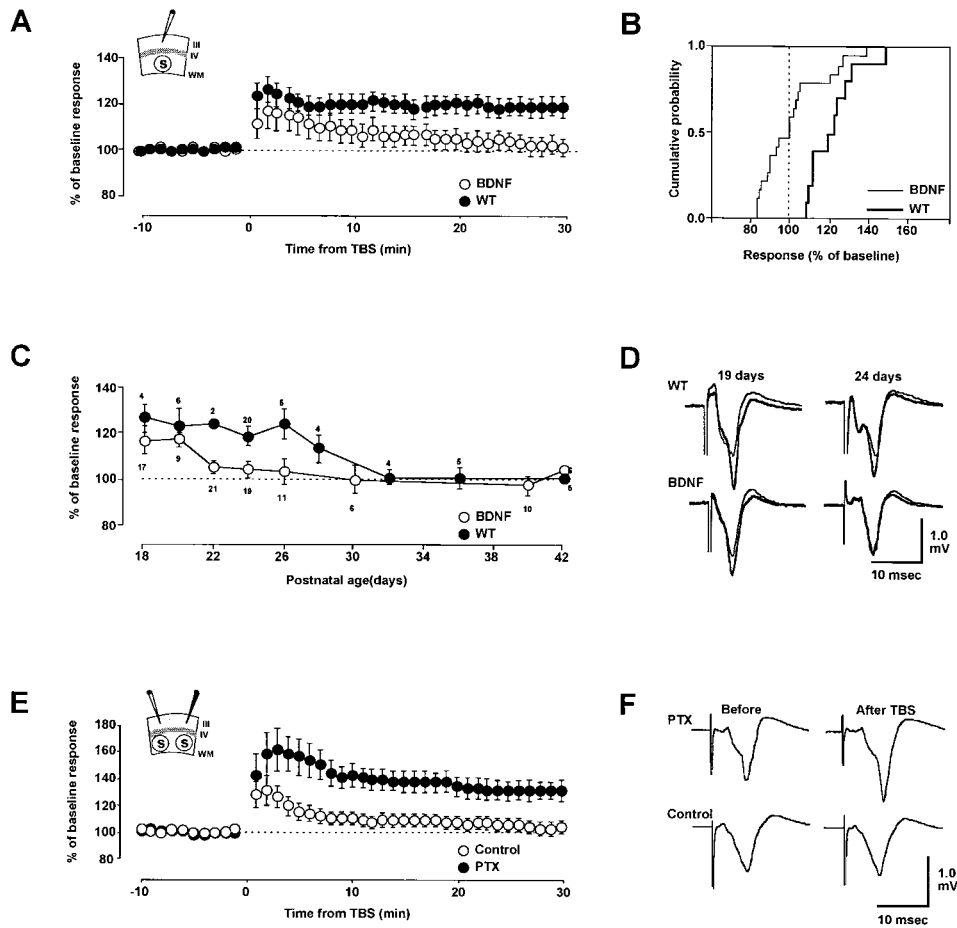 A
III
IV
S
WM
% of baseline response
140
120
100
80
BDNF
WT
-10
0
10
20
30
Time from TBS (min)
B
Cumulative probability
1.0
0.5
0.0
BDNF
WT
80
100
120
140
160
Response (% of baseline)
C
% of baseline response
140
120
100
80
4
6
2
20
5
4
4
5
5
17
9
21
19
11
6
10
6
BDNF
WT
18
22
26
30
34
38
42
Postnatal age(days)
D
19 days
24 days
WT
BDNF
1.0
mV
10 msec
E
III
IV
S
S
WM
% of baseline response
180
160
140
120
100
80
Control
PTX
-10
0
10
20
30
Time from TBS (min)
F
Before
After TBS
PTX
Control
1.0
mV
10 msec